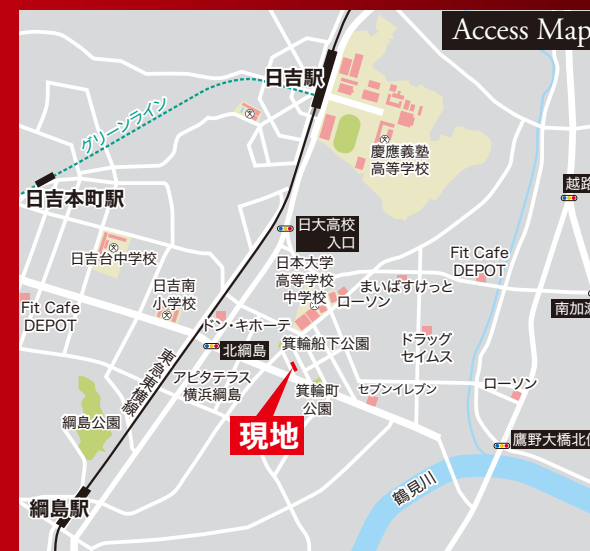 Access Map
日吉駅
グリーンライン
慶應義塾
高等学校
日吉本町駅
越路
日大高校
入口
日吉台中学校
日本大学
高等学校
中学校
Fit Cafe
DEPOT
日吉南
小学校
まいばすけっと
ローソン
南加瀬
Fit Cafe
DEPOT
ドン・キホーテ
北綱島
箕輪船下公園
ドラッグ
セイムス
東急東横線
アピタテラス
横浜綱島
箕輪町
公園
セブンイレブン
ローソン
綱島公園
現地
鷹野大橋北
鶴見川
綱島駅